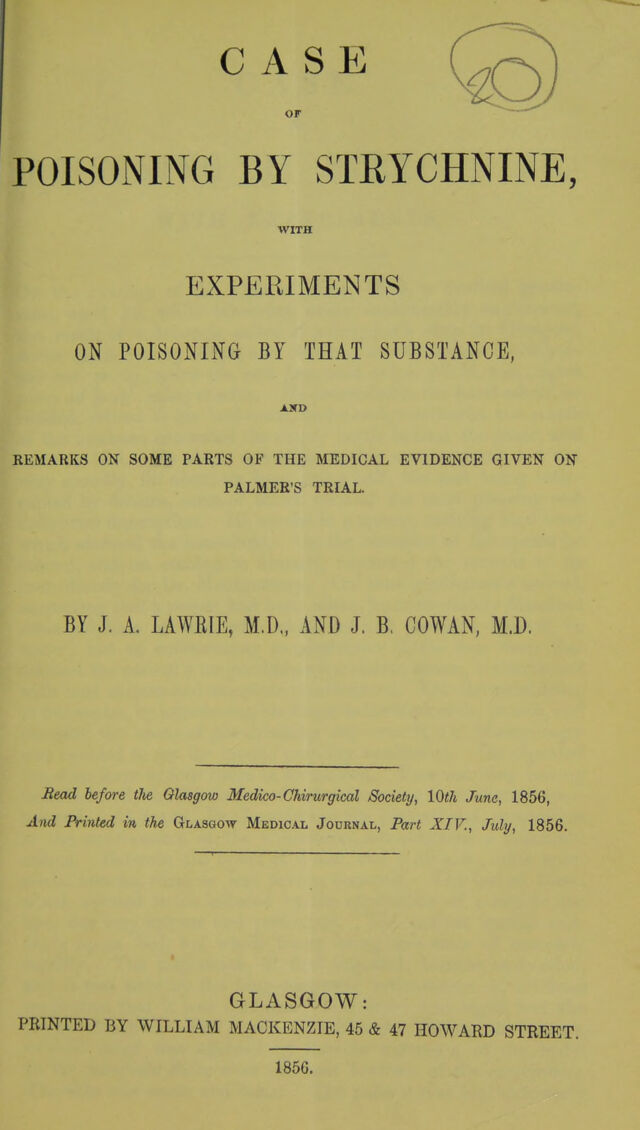 CASE
20
OF
POISONING BY STRYCHNINE,
WITH
EXPERIMENTS
ON POISONING BY THAT SUBSTANCE,
AND
REMARKS ON SOME PARTS OF THE MEDICAL EVIDENCE GIVEN ON
PALMER'S TRIAL.
BY J. A. LAWRIE, M.D., AND J. B. COWAN, M.D.
Read before the Glasgow Medico-Chirurgical Society, 10th June, 1856,
And Printed in the GLASGOW MEDICAL JOURNAL, Part XIV., July, 1856.
GLASGOW:
PRINTED BY WILLIAM MACKENZIE, 45 & 47 HOWARD STREET.
1856.